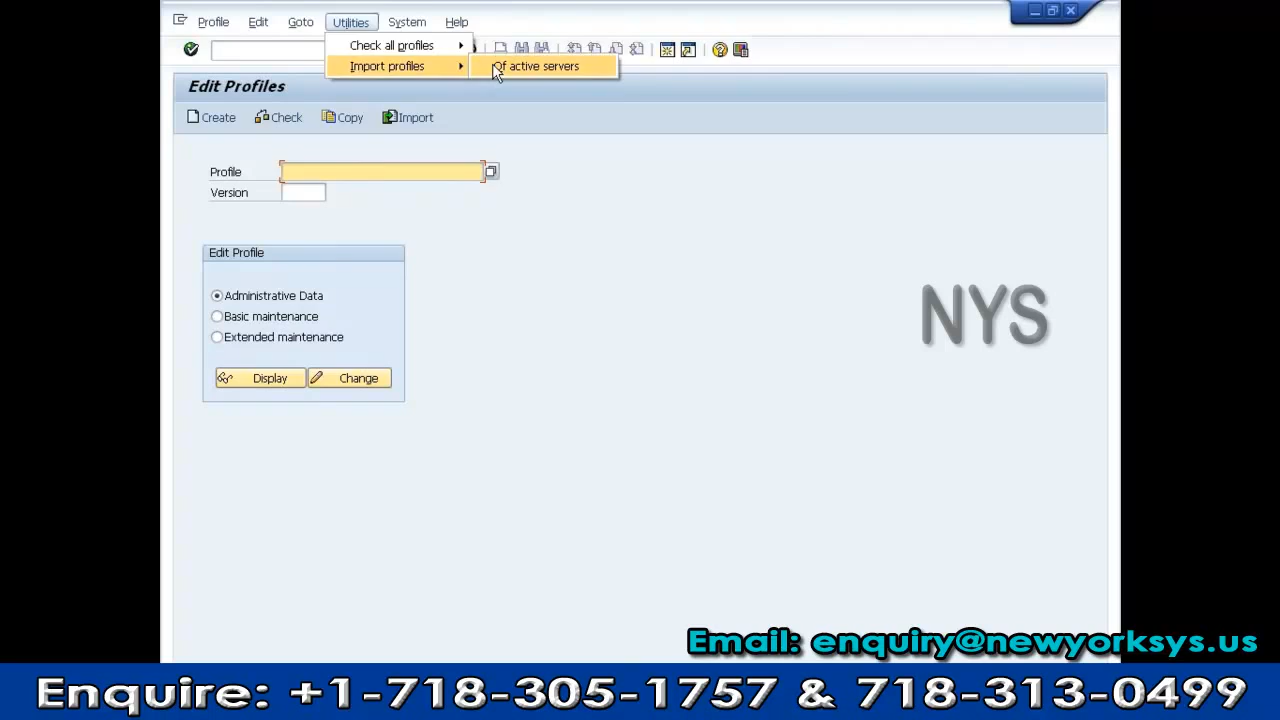 Profile Edit Goto Utilities System Help
Check all profiles
Import profiles Of active servers
Edit Profiles
Create Check Copy Import
Profile
Version
Edit Profile
Administrative Data
Basic maintenance
Extended maintenance
Display Change
NYS
Email: enquiry@newyorksys.us
Enquire: +1-718-305-1757 & 718-313-0499